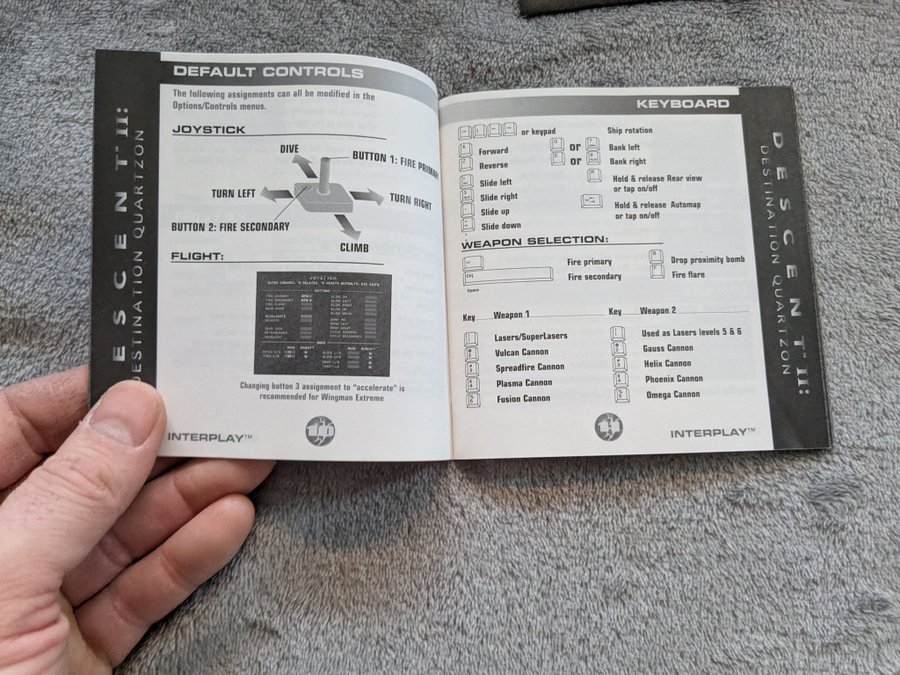 DESCENT II:
DESTINATION QUARTZON
DEFAULT CONTROLS
The following assignments can all be modified in the
Options/Controls menus.
JOYSTICK
DIVE
BUTTON 1: FIRE PRIMARY
TURN LEFT
TURN RIGHT
BUTTON 2: FIRE SECONDARY
CLIMB
FLIGHT:
JOYSTICK
BUTTONS
Changing button 3 assignment to "accelerate" is
recommended for Wingman Extreme
INTERPLAY™
KEYBOARD
or keypad
Ship rotation
Forward
or
Bank left
Reverse
or
Bank right
Slide left
Hold & release Rear view
or tap on/off
Slide right
Slide up
Hold & release Automap
or tap on/off
Slide down
WEAPON SELECTION:
Fire primary
Drop proximity bomb
Fire secondary
F
Fire flare
Space
Key Weapon 1 Key Weapon 2
Lasers/SuperLasers Used as Lasers levels 5 & 6
Vulcan Cannon Gauss Cannon
Spreadfire Cannon Helix Cannon
Plasma Cannon Phoenix Cannon
Fusion Cannon Omega Cannon
INTERPLAY™
DESCENT II:
DESTINATION QUARTZON